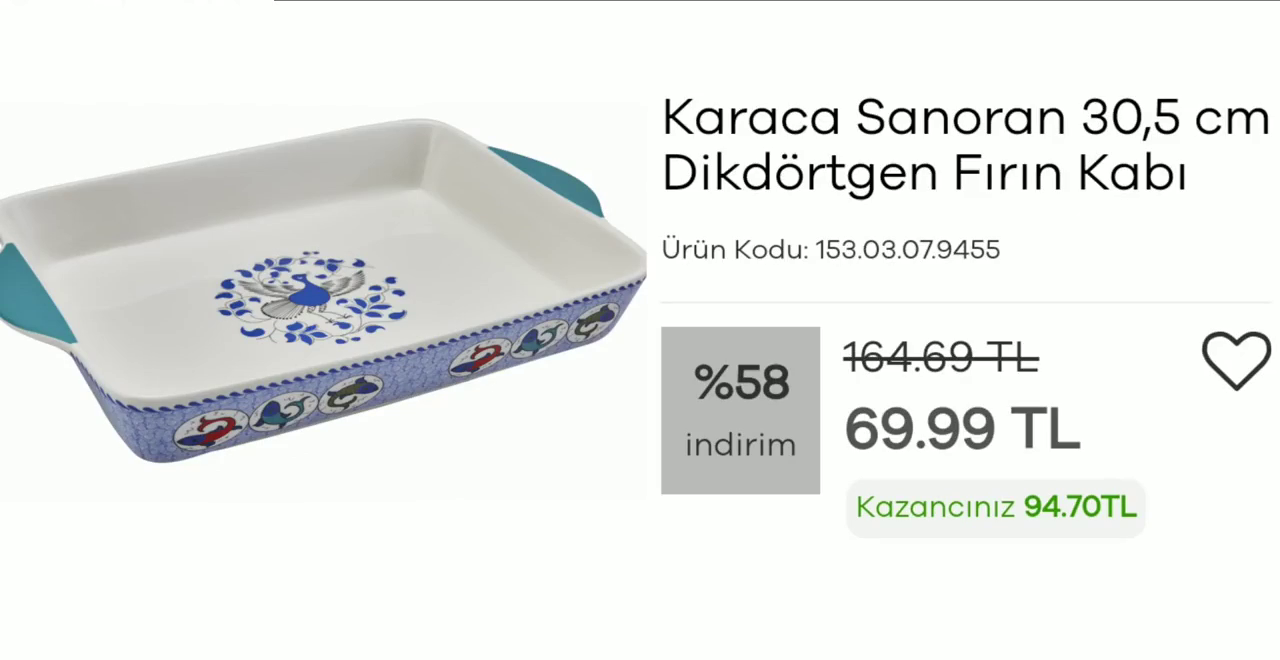 Karaca Sanoran 30,5 cm
Dikdörtgen Fırın Kabı
Ürün Kodu: 153.03.07.9455
%58
indirim
164.69 TL
69.99 TL
Kazancınız 94.70TL